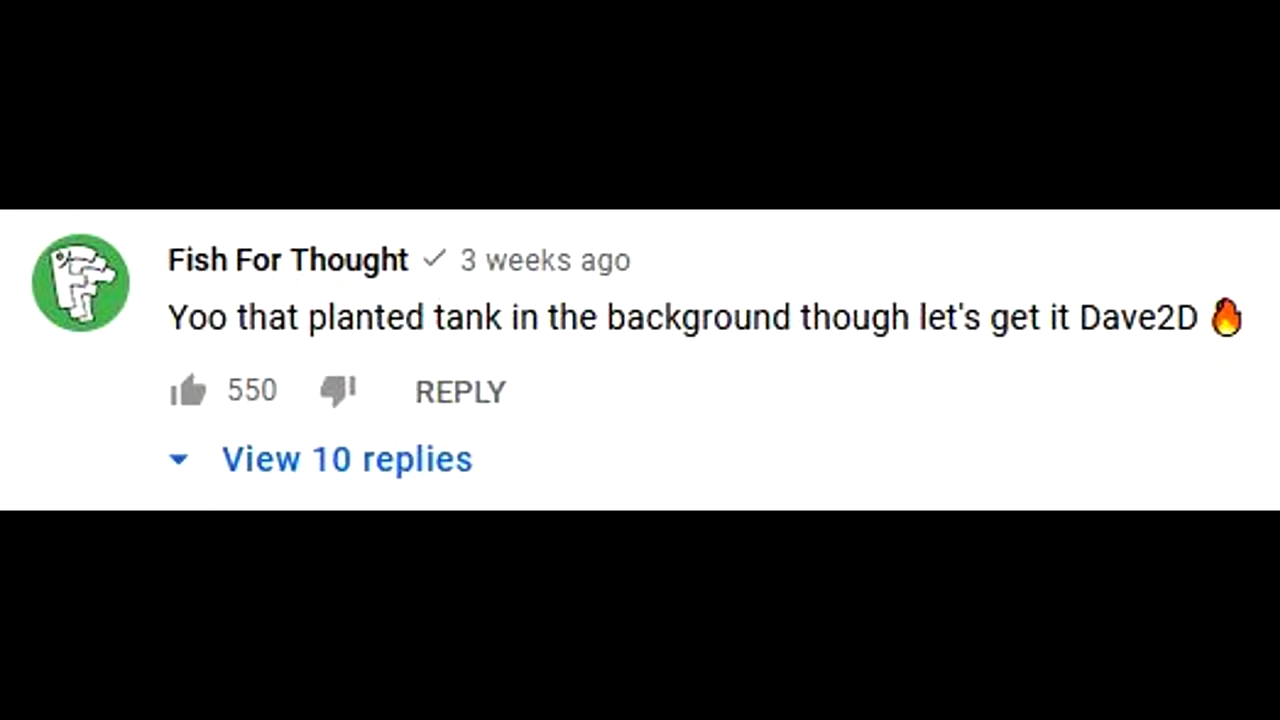 Fish For Thought ✓ 3 weeks ago
Yoo that planted tank in the background though let's get it Dave2D 🔥
550 REPLY
View 10 replies